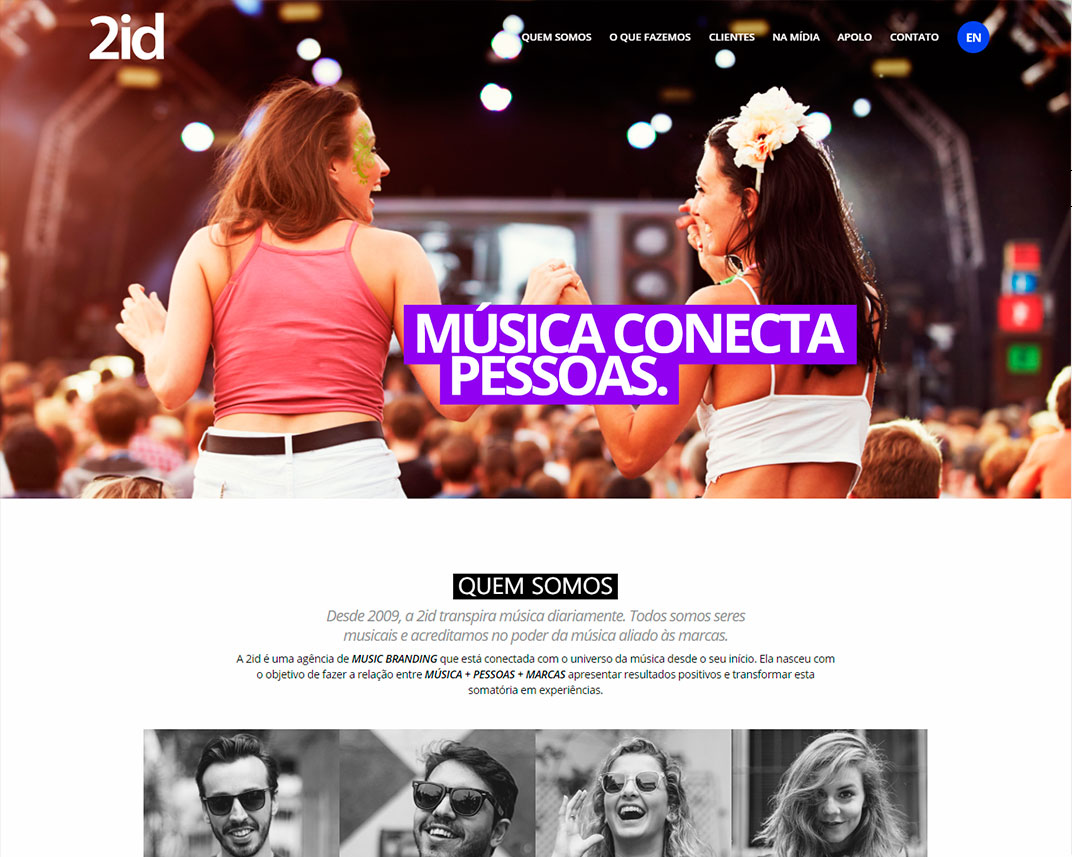 2id
QUEM SOMOS O QUE FAZEMOS CLIENTES NA MÍDIA APOLO CONTATO EN
MÚSICA CONECTA
PESSOAS.
QUEM SOMOS
Desde 2009, a 2id transpira música diariamente. Todos somos seres
musicais e acreditamos no poder da música aliado às marcas.
A 2id é uma agência de MUSIC BRANDING que está conectada com o universo da música desde o seu início. Ela nasceu com
o objetivo de fazer a relação entre MÚSICA + PESSOAS + MARCAS apresentar resultados positivos e transformar esta
somatória em experiências.